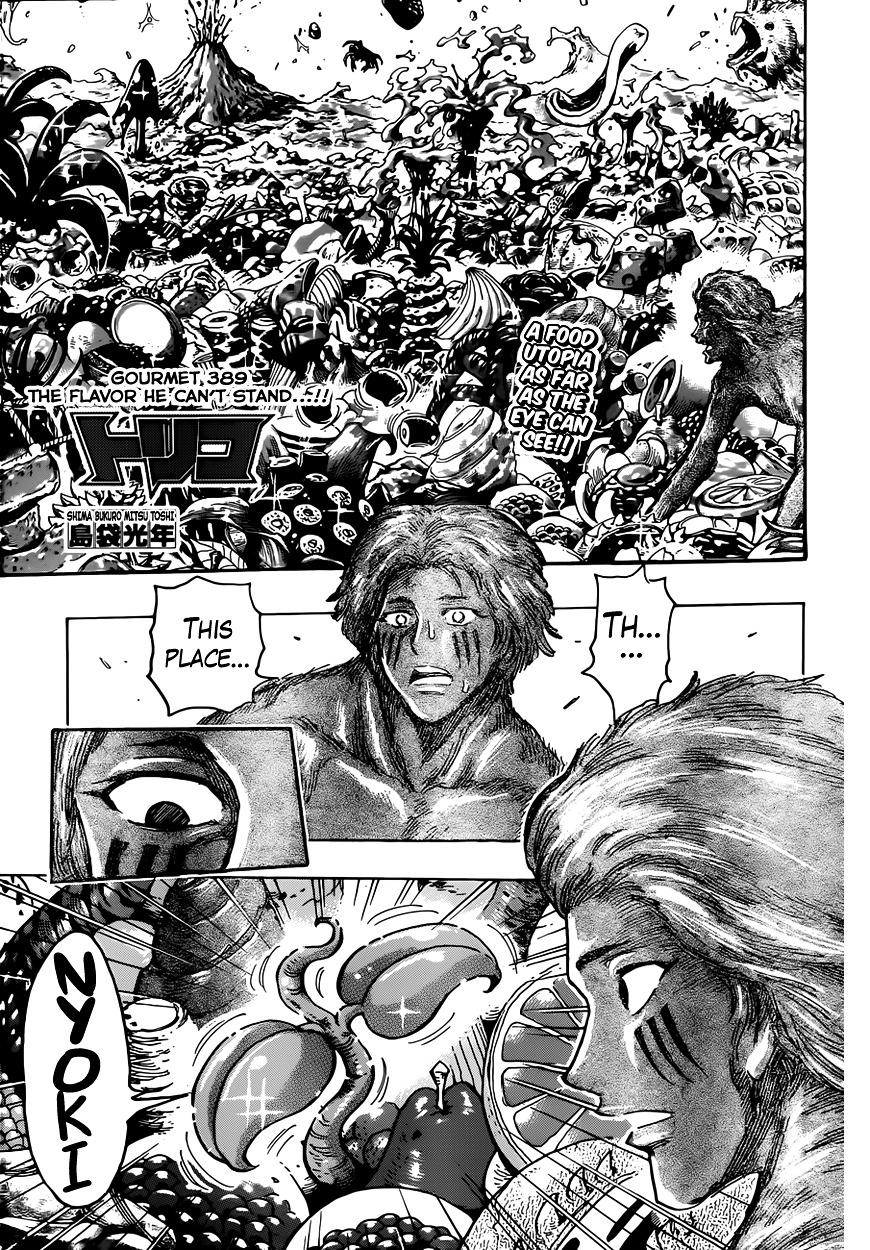 A FOOD
UTOPIA
AS FAR
AS THE
EYE CAN
SEE!!
GOURMET 389
THE FLAVOR HE CAN'T STAND...!!
トリコ
SHIMA BUKURO MITSU TOSHI
島袋光年
TH...
...
THIS
PLACE...
NYOKI